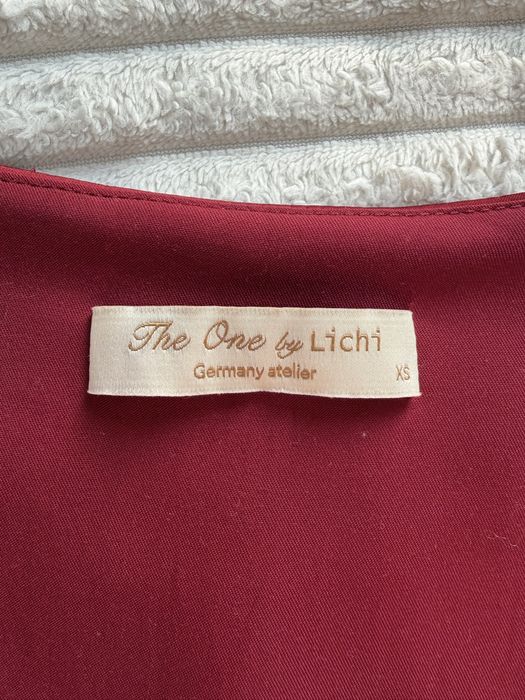 The One by Lichi
Germany atelier
XS